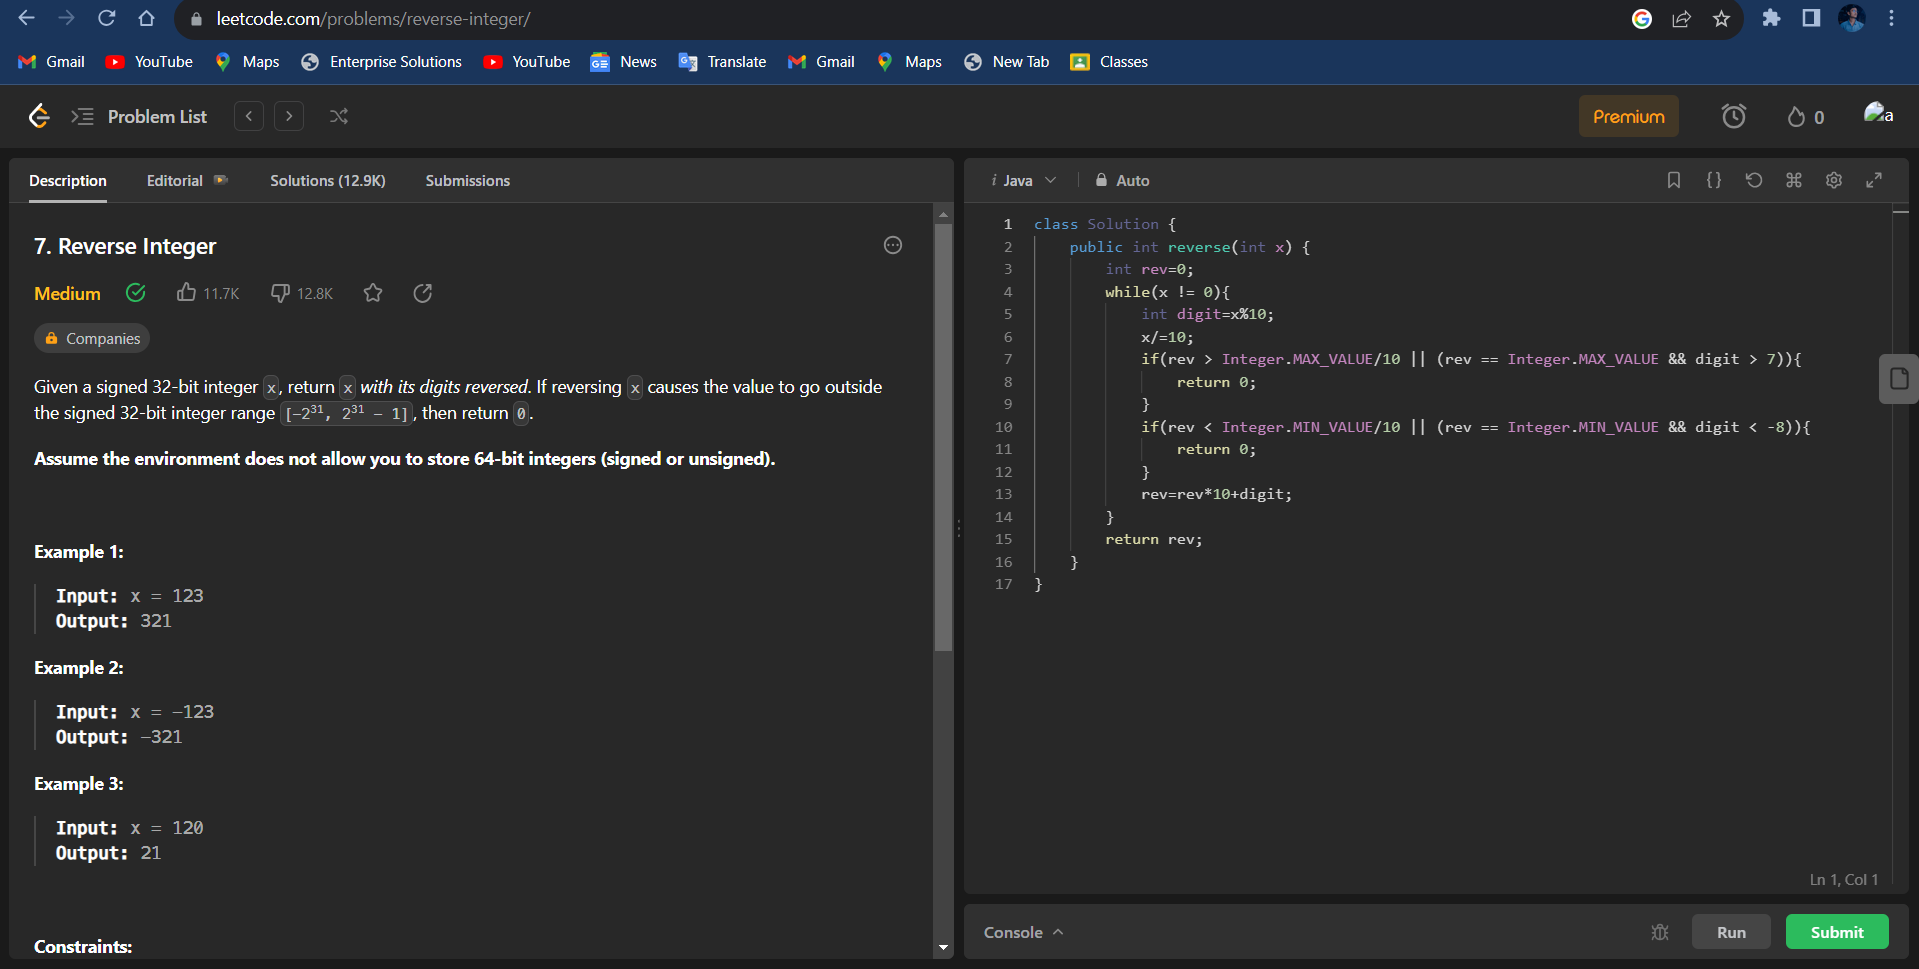 leetcode.com/problems/reverse-integer/
Gmail YouTube Maps Enterprise Solutions YouTube News Translate Gmail Maps New Tab Classes
Problem List Premium 0 a
Description Editorial Solutions (12.9K) Submissions
7. Reverse Integer
Medium 11.7K 12.8K
Companies
Given a signed 32-bit integer x, return x with its digits reversed. If reversing x causes the value to go outside
the signed 32-bit integer range [−2³¹, 2³¹ − 1], then return 0.
Assume the environment does not allow you to store 64-bit integers (signed or unsigned).
Example 1:
Input: x = 123
Output: 321
Example 2:
Input: x = −123
Output: −321
Example 3:
Input: x = 120
Output: 21
Constraints:
i Java Auto
1 class Solution {
2 public int reverse(int x) {
3 int rev=0;
4 while(x != 0){
5 int digit=x%10;
6 x/=10;
7 if(rev > Integer.MAX_VALUE/10 || (rev == Integer.MAX_VALUE && digit > 7)){
8 return 0;
9 }
10 if(rev < Integer.MIN_VALUE/10 || (rev == Integer.MIN_VALUE && digit < -8)){
11 return 0;
12 }
13 rev=rev*10+digit;
14 }
15 return rev;
16 }
17 }
Ln 1, Col 1
Console Run Submit